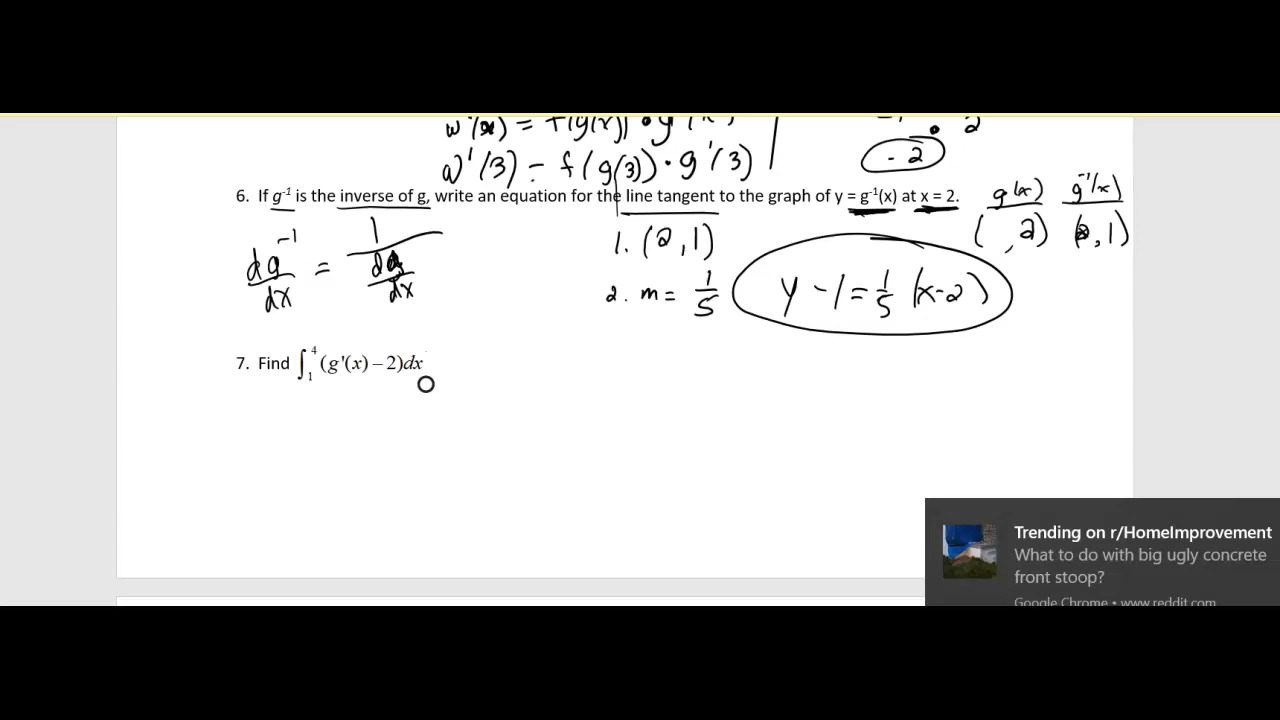 w'(x) = f(g(x)) • g'(x)
• 2
w'(3) = f(g(3)) • g'(3)
- 2
6. If g⁻¹ is the inverse of g, write an equation for the line tangent to the graph of y = g⁻¹(x) at x = 2.
g(x) g⁻¹(x)
( , 2) (2, 1)
dg⁻¹/dx = 1/(dg/dx)
1. (2, 1)
2. m = 1/5
y - 1 = 1/5 (x - 2)
7. Find ∫₁⁴ (g'(x) − 2)dx
Trending on r/HomeImprovement
What to do with big ugly concrete
front stoop?
Google Chrome • www.reddit.com